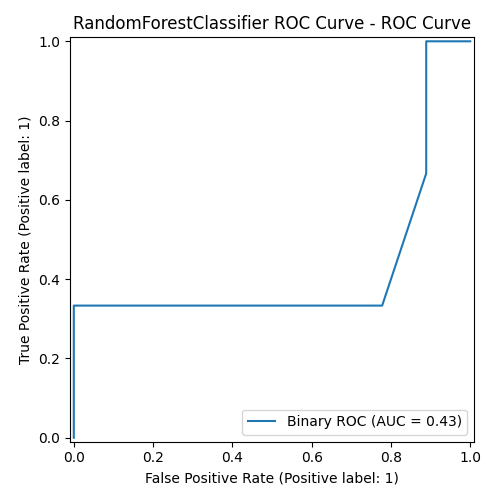 RandomForestClassifier ROC Curve - ROC Curve
True Positive Rate (Positive label: 1)
1.0
0.8
0.6
0.4
0.2
0.0
Binary ROC (AUC = 0.43)
0.0 0.2 0.4 0.6 0.8 1.0
False Positive Rate (Positive label: 1)